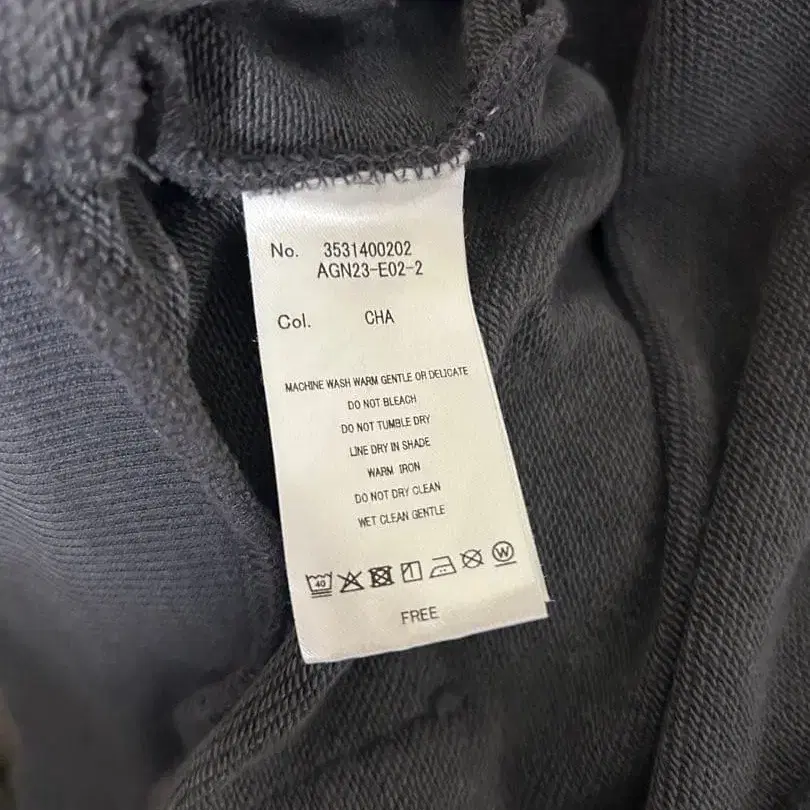 No. 3531400202
AGN23-E02-2
Col. CHA
MACHINE WASH WARM GENTLE OR DELICATE
DO NOT BLEACH
DO NOT TUMBLE DRY
LINE DRY IN SHADE
WARM IRON
DO NOT DRY CLEAN
WET CLEAN GENTLE
40 W
FREE